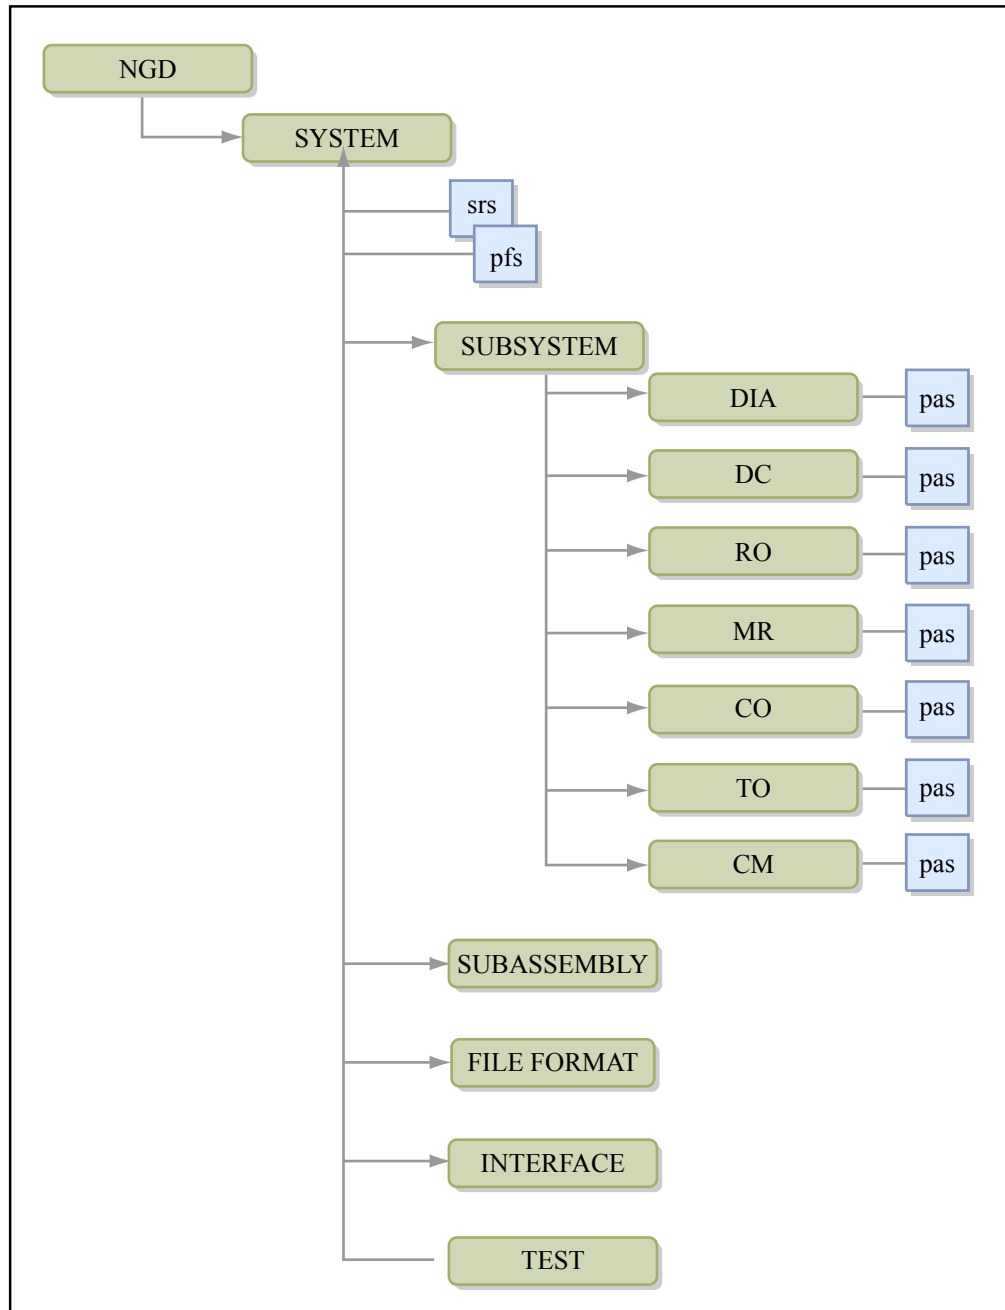 NGD
SYSTEM
srs
pfs
SUBSYSTEM
DIA
pas
DC
pas
RO
pas
MR
pas
CO
pas
TO
pas
CM
pas
SUBASSEMBLY
FILE FORMAT
INTERFACE
TEST